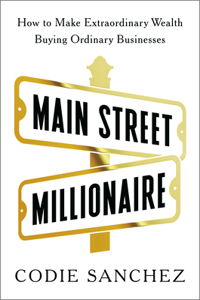 How to Make Extraordinary Wealth
Buying Ordinary Businesses
MAIN STREET
MILLIONAIRE
CODIE SANCHEZ